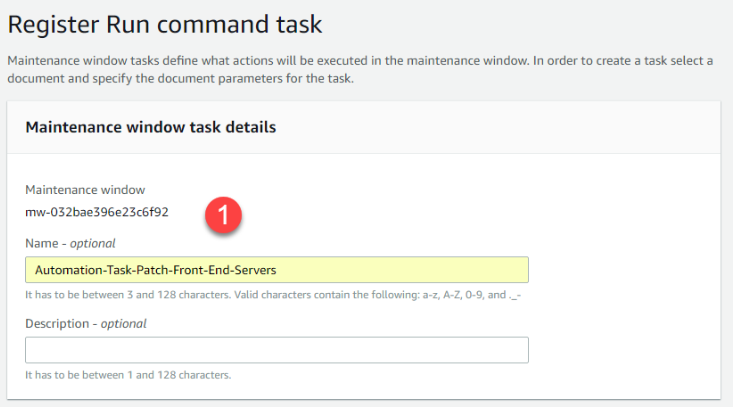 Register Run command task
Maintenance window tasks define what actions will be executed in the maintenance window. In order to create a task select a
document and specify the document parameters for the task.
Maintenance window task details
Maintenance window
mw-032bae396e23c6f92
1
Name - optional
Automation-Task-Patch-Front-End-Servers
It has to be between 3 and 128 characters. Valid characters contain the following: a-z, A-Z, 0-9, and ._-
Description - optional
It has to be between 1 and 128 characters.